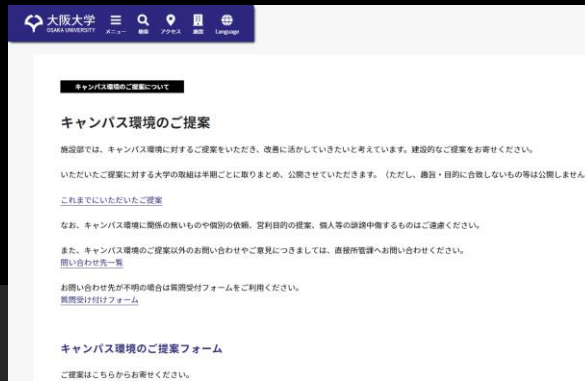 大阪大学
OSAKA UNIVERSITY
メニュー
検索
アクセス
施設
Language
キャンパス環境のご提案について
キャンパス環境のご提案
施設部では、キャンパス環境に対するご提案をいただき、改善に活かしていきたいと考えています。建設的なご提案をお寄せください。
いただいたご提案に対する大学の取組は半期ごとに取りまとめ、公開させていただきます。（ただし、趣旨・目的に合致しないもの等は公開しません
これまでにいただいたご提案
なお、キャンパス環境に関係の無いものや個別の依頼、営利目的の提案、個人等の誹謗中傷するものはご遠慮ください。
また、キャンパス環境のご提案以外のお問い合わせやご意見につきましては、直接所管課へお問い合わせください。
問い合わせ先一覧
お問い合わせ先が不明の場合は質問受付フォームをご利用ください。
質問受け付けフォーム
キャンパス環境のご提案フォーム
ご提案はこちらからお寄せください。